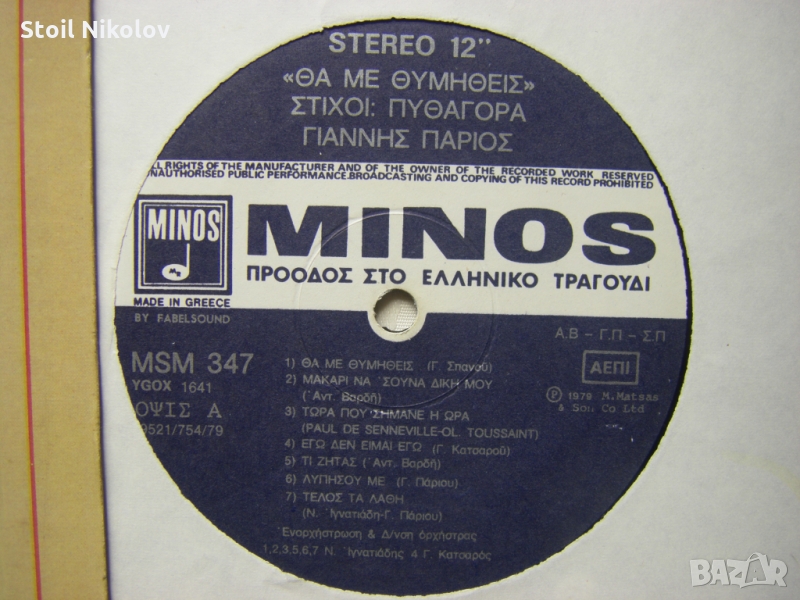 Stoil Nikolov
STEREO 12"
«ΘΑ ΜΕ ΘΥΜΗΘΕΙΣ»
ΣΤΙΧΟΙ: ΠΥΘΑΓΟΡΑ
ΓΙΑΝΝΗΣ ΠΑΡΙΟΣ
ALL RIGHTS OF THE MANUFACTURER AND OF THE OWNER OF THE RECORDED WORK RESERVED
UNAUTHORISED PUBLIC PERFORMANCE.BROADCASTING AND COPYING OF THIS RECORD PROHIBITED
MINOS
MINOS
ΠΡΟΟΔΟΣ ΣΤΟ ΕΛΛΗΝΙΚΟ ΤΡΑΓΟΥΔΙ
MADE IN GREECE
BY FABELSOUND
Α.Β – Γ.Π – Σ.Π
MSM 347
YGOX 1641
ΟΨΙΣ Α
9521/754/79
ΑΕΠΙ
℗ 1979 M.Matsas
& Son Co Ltd
1) ΘΑ ΜΕ ΘΥΜΗΘΕΙΣ (Γ. Σπανού)
2) ΜΑΚΑΡΙ ΝΑ ΄ΣΟΥΝΑ ΔΙΚΗ ΜΟΥ
(΄Αντ. Βαρδή)
3) ΤΩΡΑ ΠΟΥ ΣΗΜΑΝΕ Η ΩΡΑ
(PAUL DE SENNEVILLE-OL. TOUSSAINT)
4) ΕΓΩ ΔΕΝ ΕΙΜΑΙ ΕΓΩ (Γ. Κατσαρού)
5) ΤΙ ΖΗΤΑΣ (΄Αντ. Βαρδή)
6) ΛΥΠΗΣΟΥ ΜΕ (Γ. Πάριου)
7) ΤΕΛΟΣ ΤΑ ΛΑΘΗ
(Ν. ΄Ιγνατιάδη-Γ. Πάριου)
΄Ενορχήστρωση & Δ/νση όρχήστρας
1,2,3,5,6,7 Ν. ΄Ιγνατιάδης 4 Γ. Κατσαρός
BAZAR